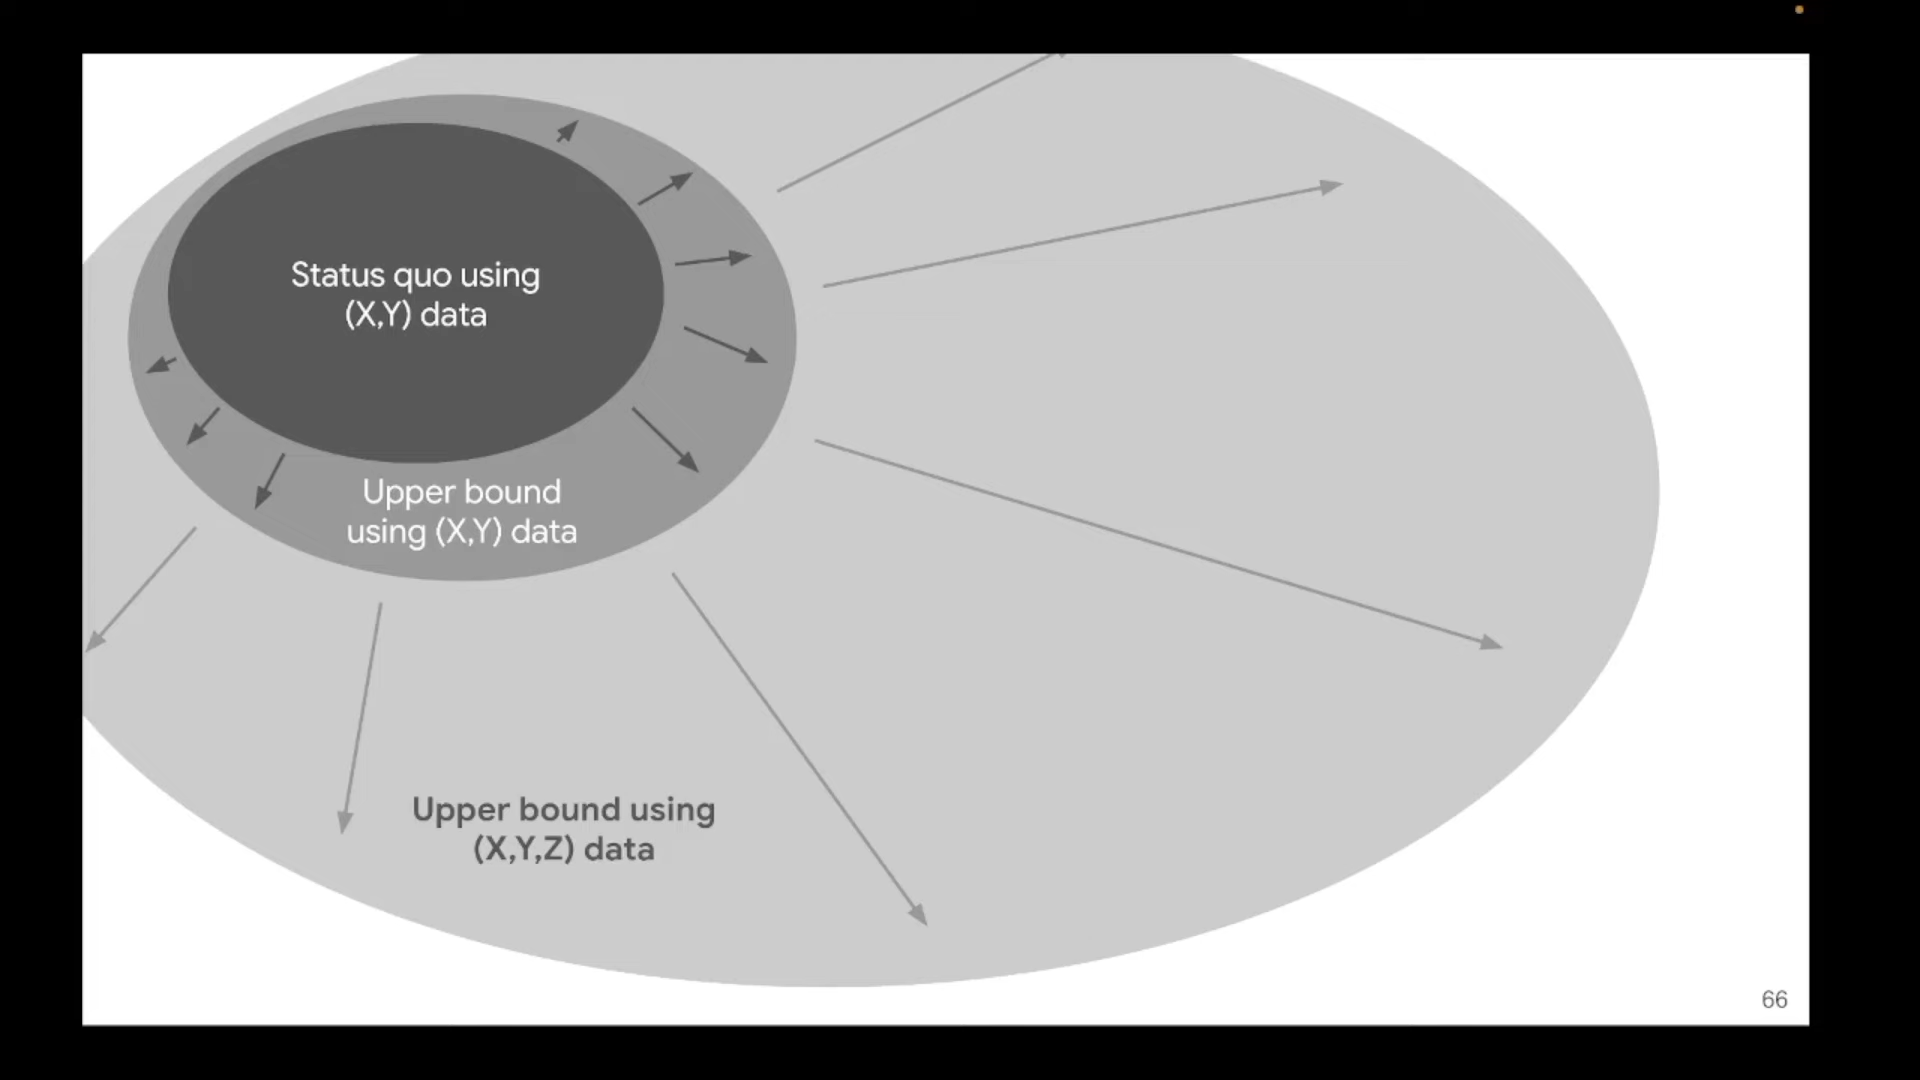 Status quo using
(X,Y) data
Upper bound
using (X,Y) data
Upper bound using
(X,Y,Z) data
66